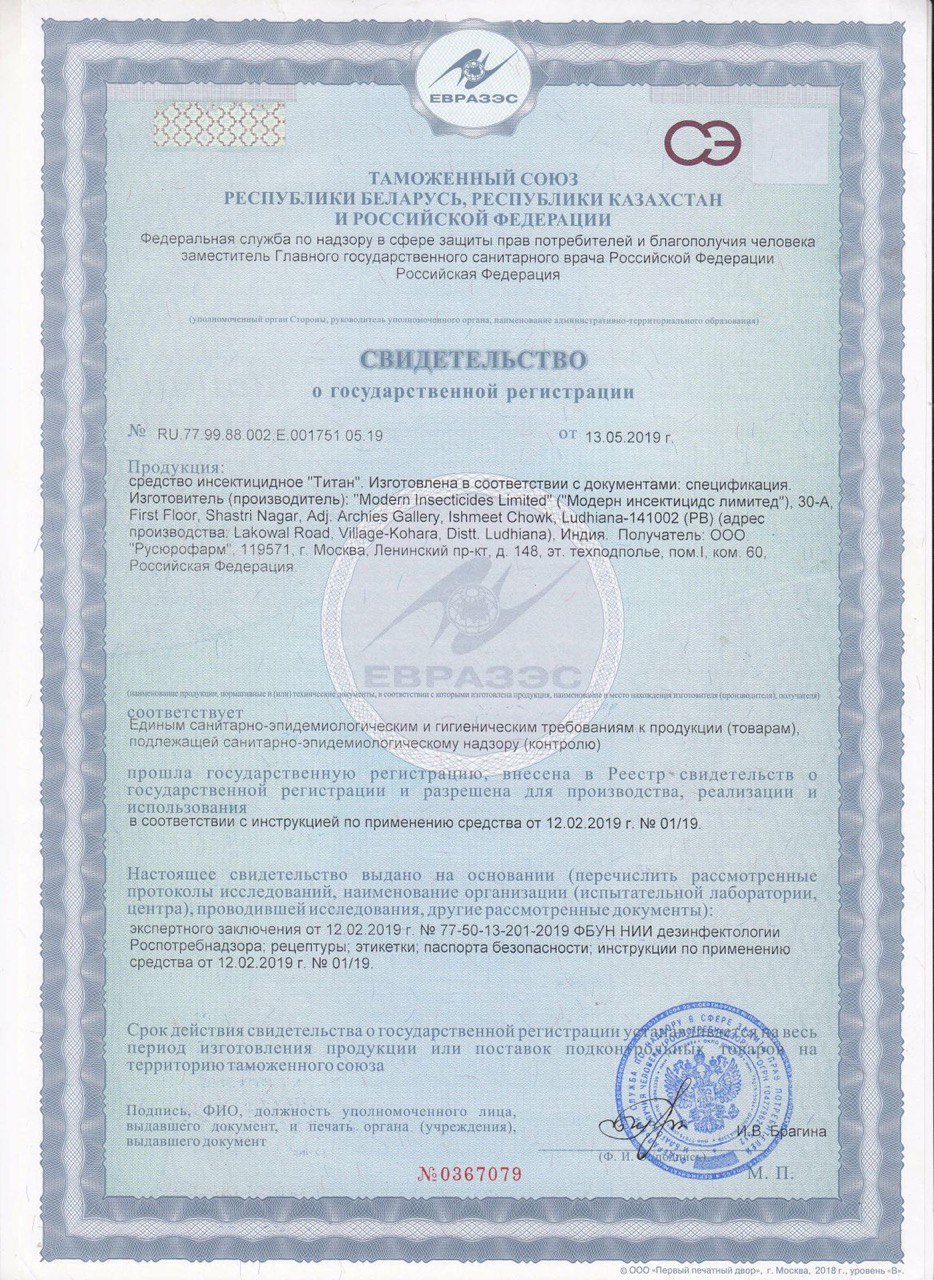 ЕВРАЗЭС
СЭ
ТАМОЖЕННЫЙ СОЮЗ
РЕСПУБЛИКИ БЕЛАРУСЬ, РЕСПУБЛИКИ КАЗАХСТАН
И РОССИЙСКОЙ ФЕДЕРАЦИИ
Федеральная служба по надзору в сфере защиты прав потребителей и благополучия человека
заместитель Главного государственного санитарного врача Российской Федерации
Российская Федерация
(уполномоченный орган Стороны, руководитель уполномоченного органа, наименование административно-территориального образования)
СВИДЕТЕЛЬСТВО
о государственной регистрации
№ RU.77.99.88.002.Е.001751.05.19 от 13.05.2019 г.
Продукция:
средство инсектицидное "Титан". Изготовлена в соответствии с документами: спецификация.
Изготовитель (производитель): "Modern Insecticides Limited" ("Модерн инсектицидс лимитед"), 30-A,
First Floor, Shastri Nagar, Adj. Archies Gallery, Ishmeet Chowk, Ludhiana-141002 (PB) (адрес
производства: Lakowal Road, Village-Kohara, Distt. Ludhiana), Индия. Получатель: ООО
"Русюрофарм", 119571, г. Москва, Ленинский пр-кт, д. 148, эт. техподполье, пом.I, ком. 60,
Российская Федерация
ЕВРАЗЭС
(наименование продукции, нормативные и (или) технические документы, в соответствии с которыми изготовлена продукция, наименование и место нахождения изготовителя (производителя), получателя)
соответствует
Единым санитарно-эпидемиологическим и гигиеническим требованиям к продукции (товарам),
подлежащей санитарно-эпидемиологическому надзору (контролю)
прошла государственную регистрацию, внесена в Реестр свидетельств о
государственной регистрации и разрешена для производства, реализации и
использования
в соответствии с инструкцией по применению средства от 12.02.2019 г. № 01/19.
Настоящее свидетельство выдано на основании (перечислить рассмотренные
протоколы исследований, наименование организации (испытательной лаборатории,
центра), проводившей исследования, другие рассмотренные документы):
экспертного заключения от 12.02.2019 г. № 77-50-13-201-2019 ФБУН НИИ дезинфектологии
Роспотребнадзора; рецептуры; этикетки; паспорта безопасности; инструкции по применению
средства от 12.02.2019 г. № 01/19.
Срок действия свидетельства о государственной регистрации устанавливается на весь
период изготовления продукции или поставок подконтрольных товаров на
территорию таможенного союза
Подпись, ФИО, должность уполномоченного лица,
выдавшего документ, и печать органа (учреждения),
выдавшего документ
И.В. Брагина
(Ф. И. О./подпись)
№0367079
М. П.
© ООО «Первый печатный двор», г. Москва, 2018 г., уровень «В».